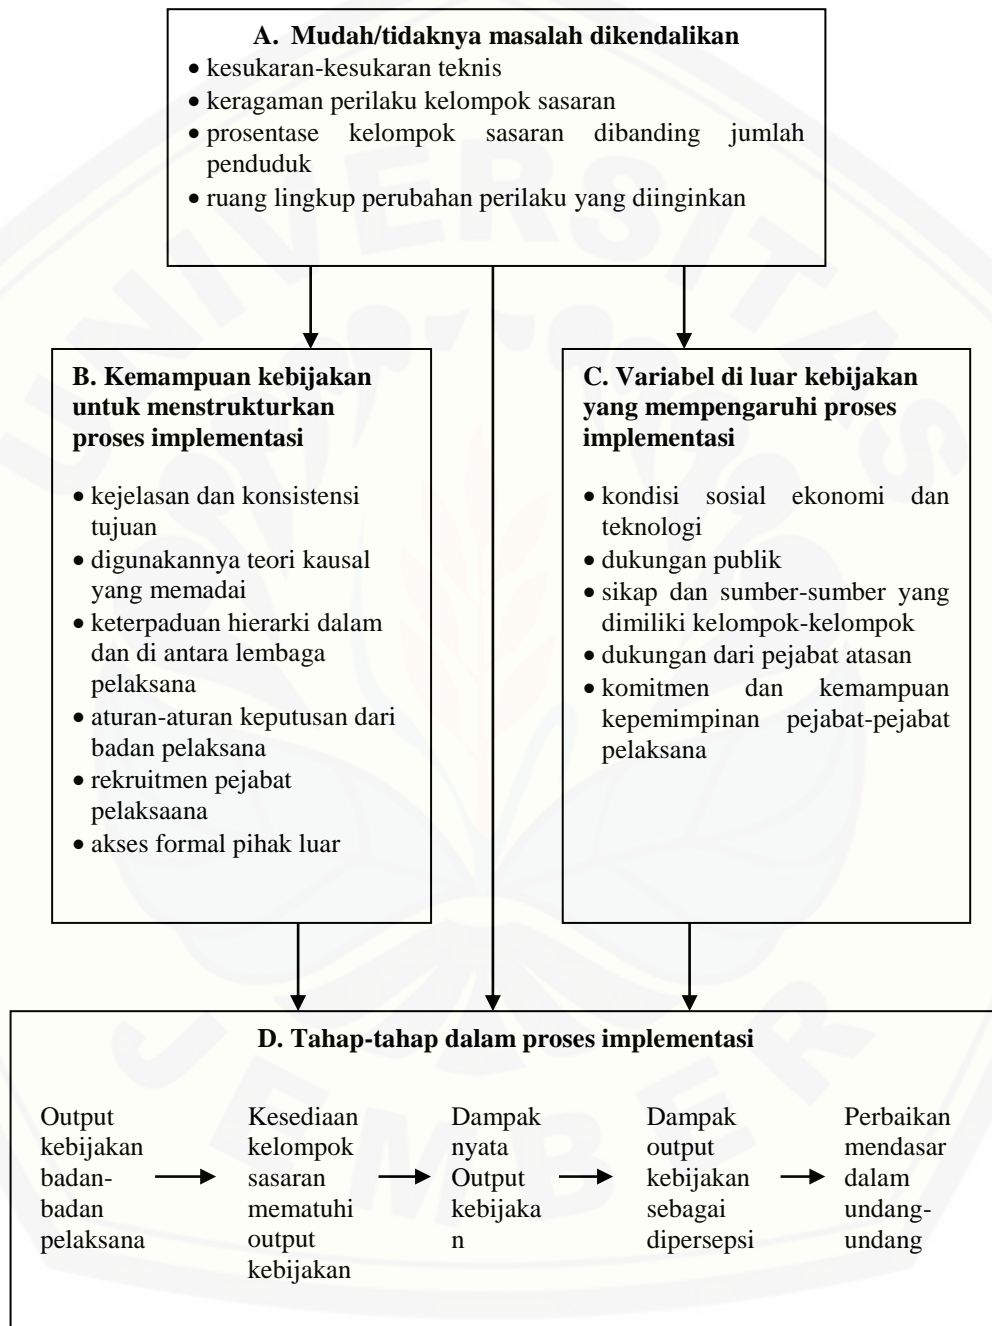 A. Mudah/tidaknya masalah dikendalikan
• kesukaran-kesukaran teknis
• keragaman perilaku kelompok sasaran
• prosentase kelompok sasaran dibanding jumlah
penduduk
• ruang lingkup perubahan perilaku yang diinginkan
B. Kemampuan kebijakan
untuk menstrukturkan
proses implementasi
• kejelasan dan konsistensi
tujuan
• digunakannya teori kausal
yang memadai
• keterpaduan hierarki dalam
dan di antara lembaga
pelaksana
• aturan-aturan keputusan dari
badan pelaksana
• rekruitmen pejabat
pelaksaana
• akses formal pihak luar
C. Variabel di luar kebijakan
yang mempengaruhi proses
implementasi
• kondisi sosial ekonomi dan
teknologi
• dukungan publik
• sikap dan sumber-sumber yang
dimiliki kelompok-kelompok
• dukungan dari pejabat atasan
• komitmen dan kemampuan
kepemimpinan pejabat-pejabat
pelaksana
D. Tahap-tahap dalam proses implementasi
Output
kebijakan
badan-
badan
pelaksana
Kesediaan
kelompok
sasaran
mematuhi
output
kebijakan
Dampak
nyata
Output
kebijaka
n
Dampak
output
kebijakan
sebagai
dipersepsi
Perbaikan
mendasar
dalam
undang-
undang
UNIVERSITAS
JEMBER